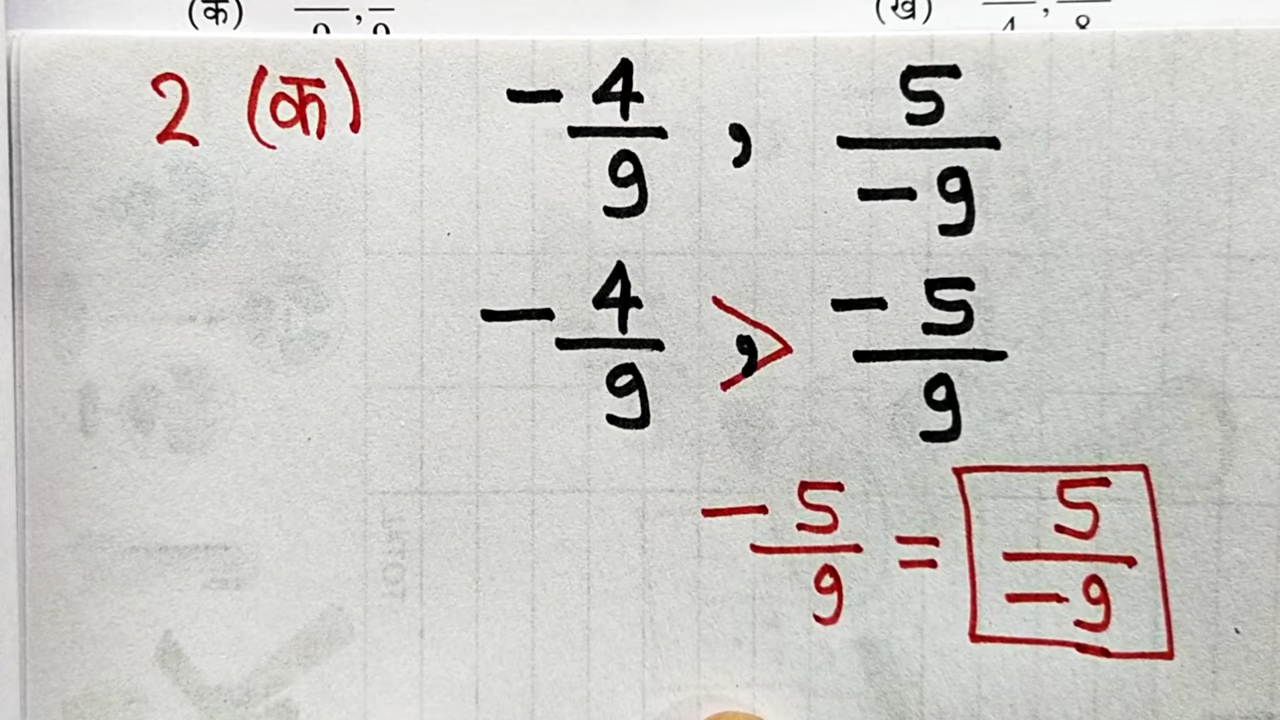 (क) , (ख) ,
2 (क) -4/9 , 5/-9
-4/9 , > -5/9
-5/9 = 5/-9